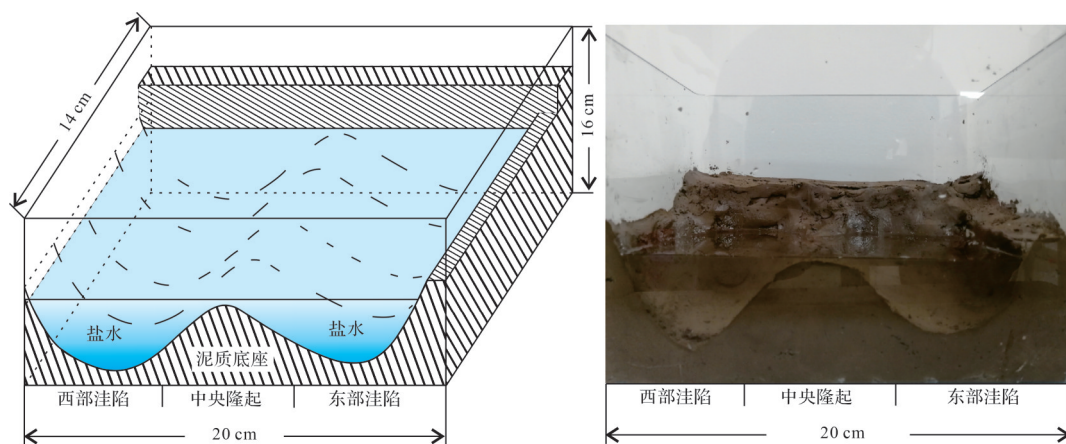 14 cm
16 cm
盐水
盐水
泥质底座
西部洼陷
中央隆起
东部洼陷
20 cm
西部洼陷
中央隆起
东部洼陷
20 cm